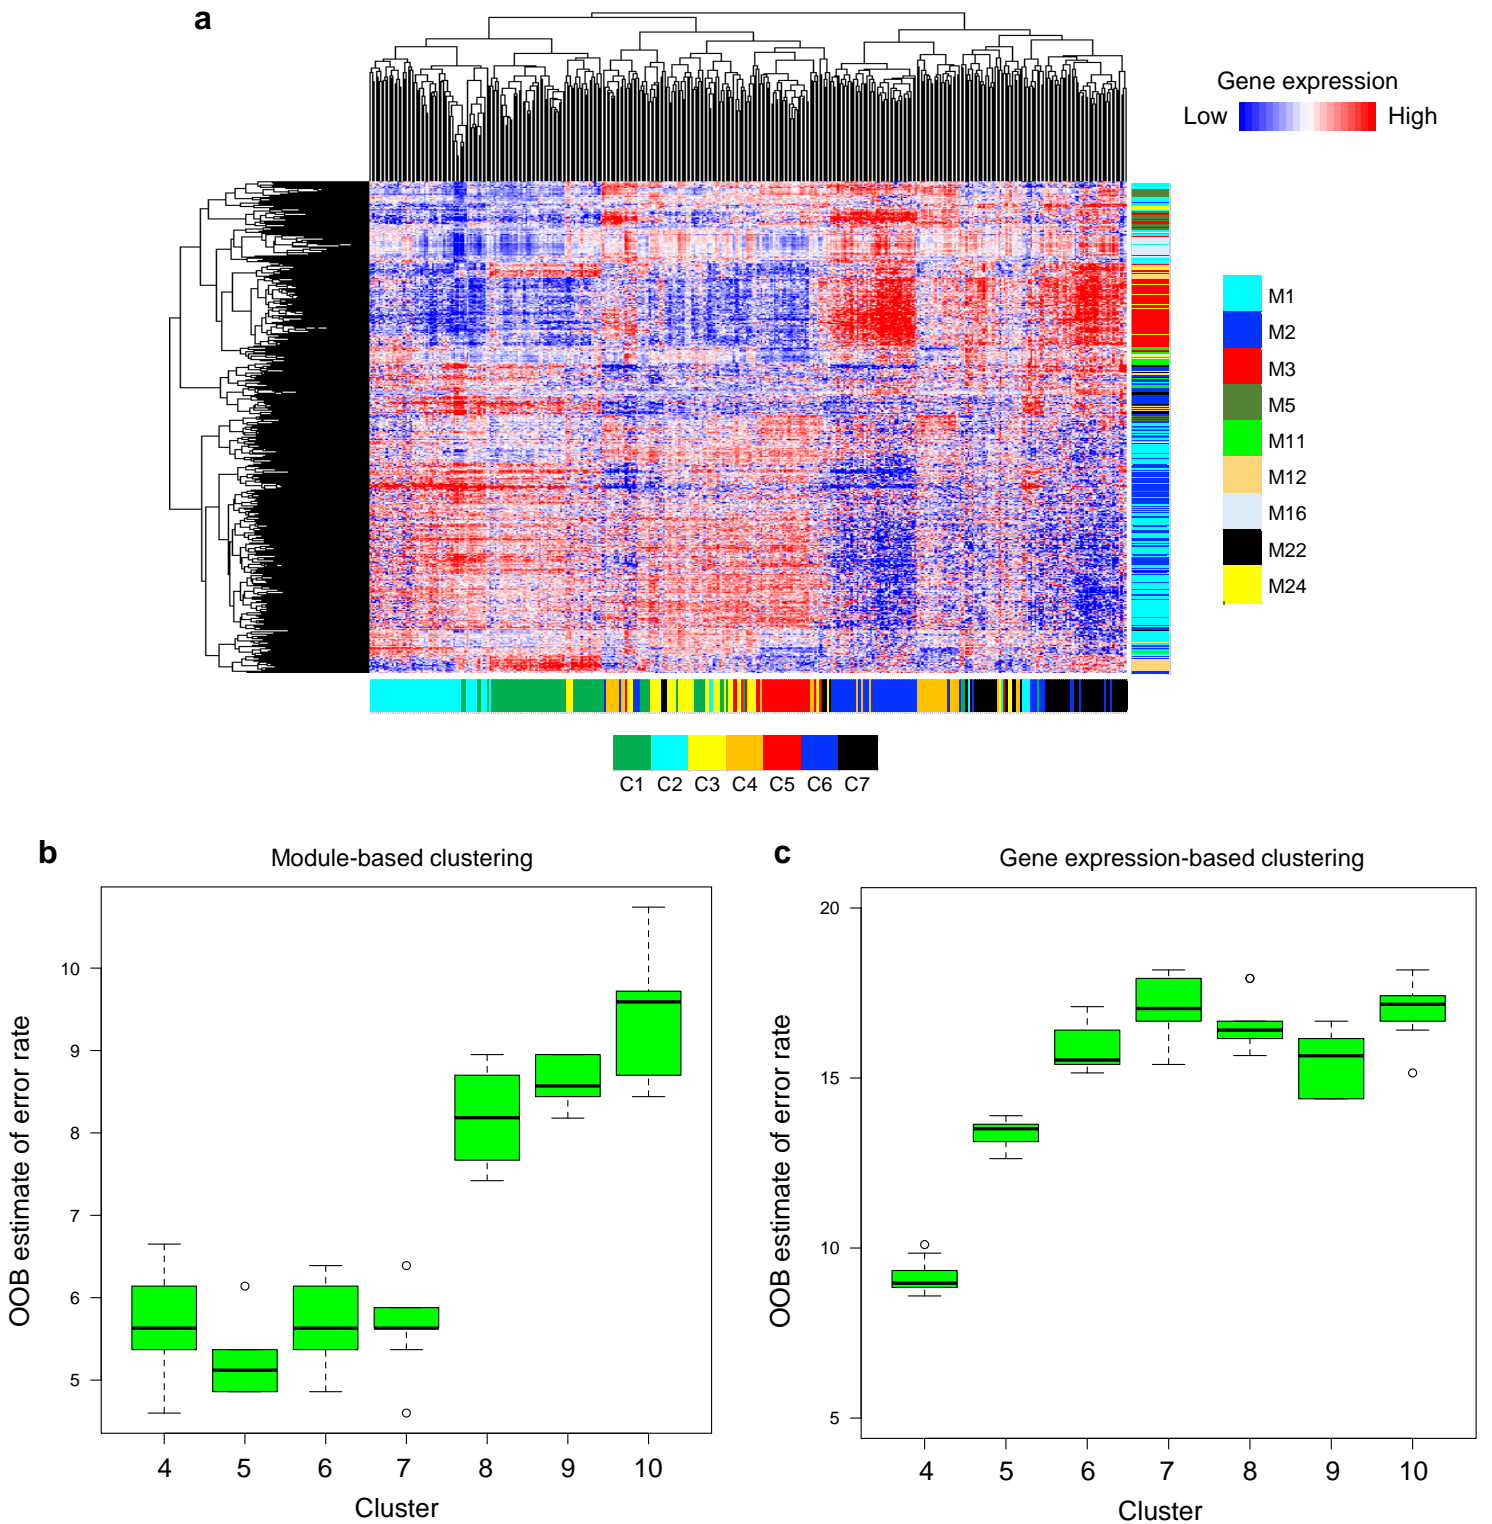 a
Gene expression
Low High
M1
M2
M3
M5
M11
M12
M16
M22
M24
C1 C2 C3 C4 C5 C6 C7
b
Module-based clustering
OOB estimate of error rate
10
9
8
7
6
5
4 5 6 7 8 9 10
Cluster
c
Gene expression-based clustering
OOB estimate of error rate
20
15
10
5
4 5 6 7 8 9 10
Cluster